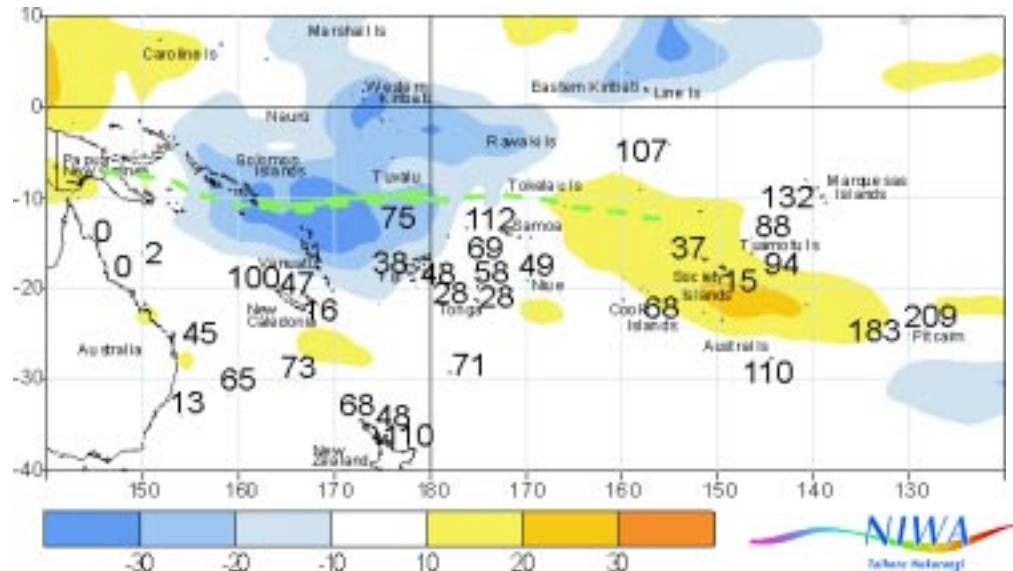 10
Marshall Is
Caroline Is
Western
Kiribati
Eastern Kiribati
Line Is
0
Nauru
Rawaki Is
107
Papua
New Guinea
Solomon
Islands
Tuvalu
Tokelau Is
Marquesas
Islands
132
-10
75
112
Samoa
88
0
2
69
37
Tuamotu Is
0
Vanuatu
38
49
94
100
47
48
58
Niue
Society
Islands
15
-20
28
28
Tonga
16
New
Caledonia
Cook
Islands
68
209
183
Pitcairn
45
Australia
73
71
Austral Is
110
-30
65
13
68
48
110
New
Zealand
-40
150
160
170
180
170
160
150
140
130
-30
-20
-10
10
20
30
NIWA
Taihoro Nukurangi